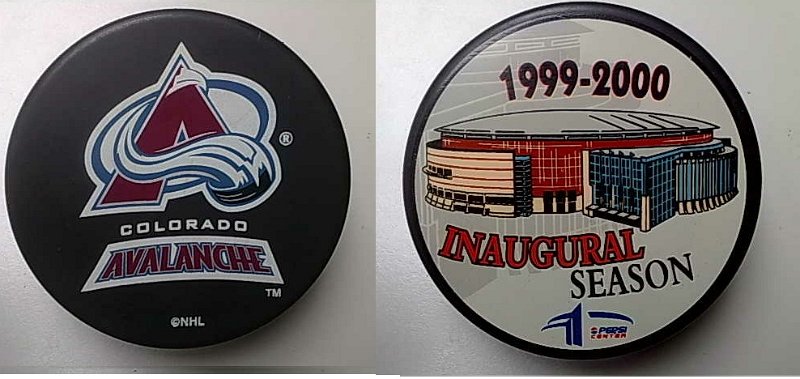 ®
COLORADO
AVALANCHE
™
©NHL
1999-2000
INAUGURAL
SEASON
PEPSI
CENTER